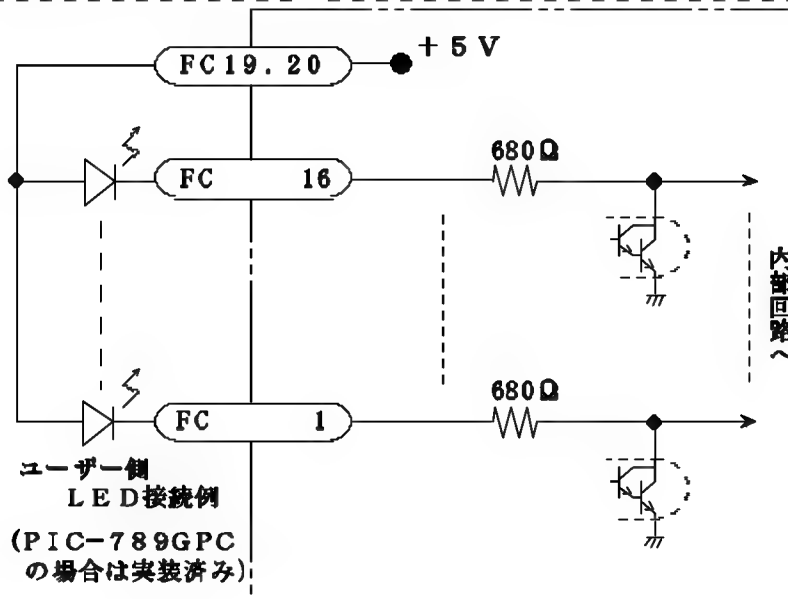 FC19.20
+5V
FC 16
680Ω
内部回路へ
680Ω
FC 1
ユーザー側
LED接続例
(PIC-789GPC
の場合は実装済み)